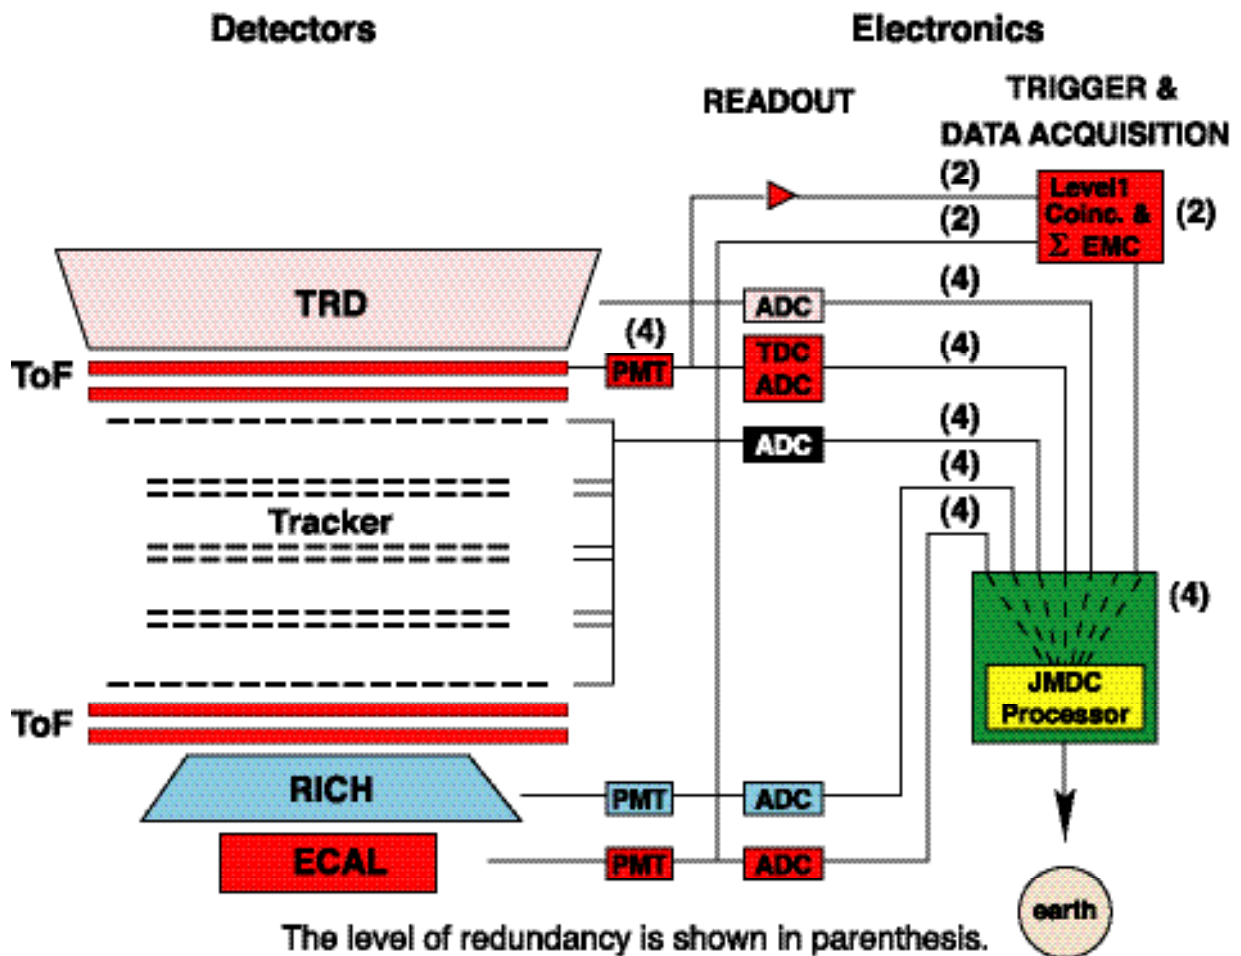 Detectors
Electronics
READOUT
TRIGGER &
DATA ACQUISITION
(2)
Level1
Coinc. &
Σ EMC
(2)
(2)
TRD
ADC
(4)
ToF
(4)
PMT
TDC
ADC
(4)
ADC
(4)
(4)
(4)
Tracker
(4)
JMDC
Processor
ToF
RICH
PMT
ADC
ECAL
PMT
ADC
earth
The level of redundancy is shown in parenthesis.